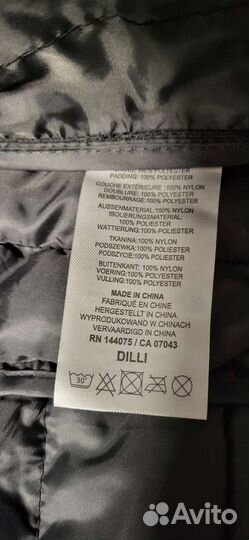 PADDING: 100% POLYESTER
COUCHE EXTÉRIEURE :100% NYLON
DOUBLURE: 100% POLYESTER
REMBOURRAGE: 100% POLYESTER
AUSSENMATERIAL: 100% NYLON
ISOLIERUNGSMATERIAL:
100% POLYESTER
WATTIERUNG: 100% POLYESTER
TKANINA: 100% NYLON
PODSZEWKA: 100% POLYESTER
PODSZYCIE: 100% POLYESTER
BUITENKANT: 100% NYLON
VOERING: 100% POLYESTER
VULLING: 100% POLYESTER
MADE IN CHINA
FABRIQUÉ EN CHINE
HERGESTELLT IN CHINA
WYPRODUKOWANO W CHINACH
VERVAARDIGD IN CHINA
RN 144075 / CA 07043
DILLI
30°
Avito